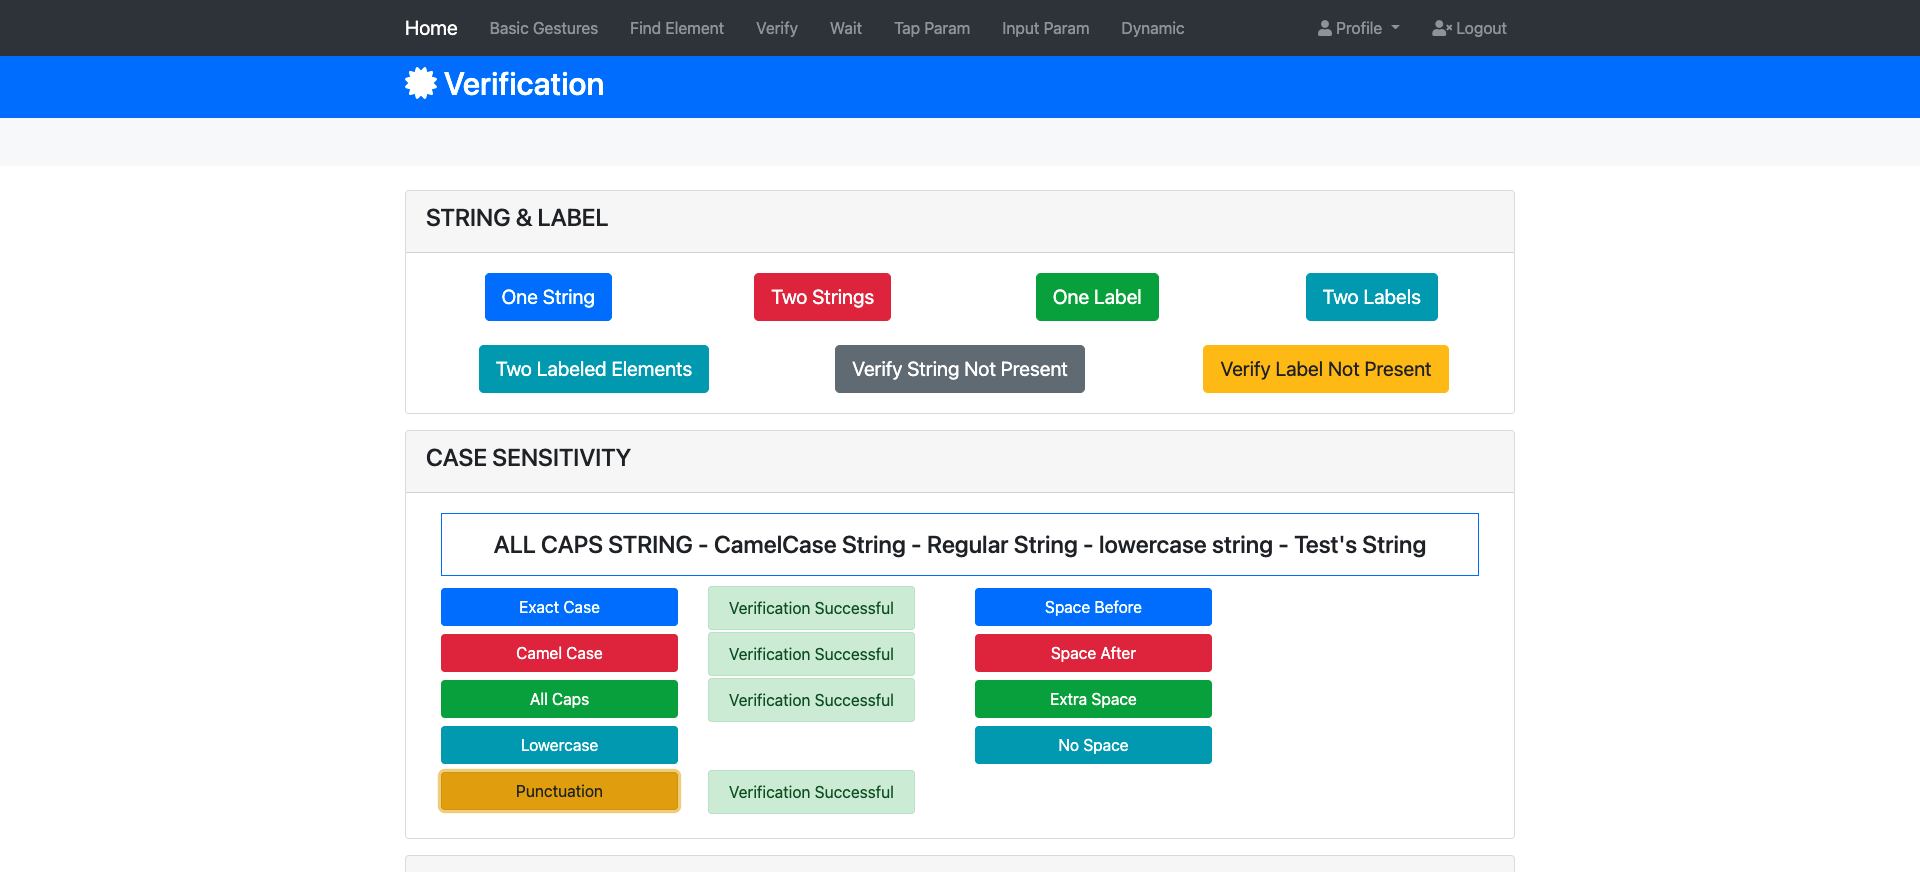 Home Basic Gestures Find Element Verify Wait Tap Param Input Param Dynamic Profile Logout
Verification
STRING & LABEL
One String Two Strings One Label Two Labels
Two Labeled Elements Verify String Not Present Verify Label Not Present
CASE SENSITIVITY
ALL CAPS STRING - CamelCase String - Regular String - lowercase string - Test's String
Exact Case Verification Successful Space Before
Camel Case Verification Successful Space After
All Caps Verification Successful Extra Space
Lowercase No Space
Punctuation Verification Successful